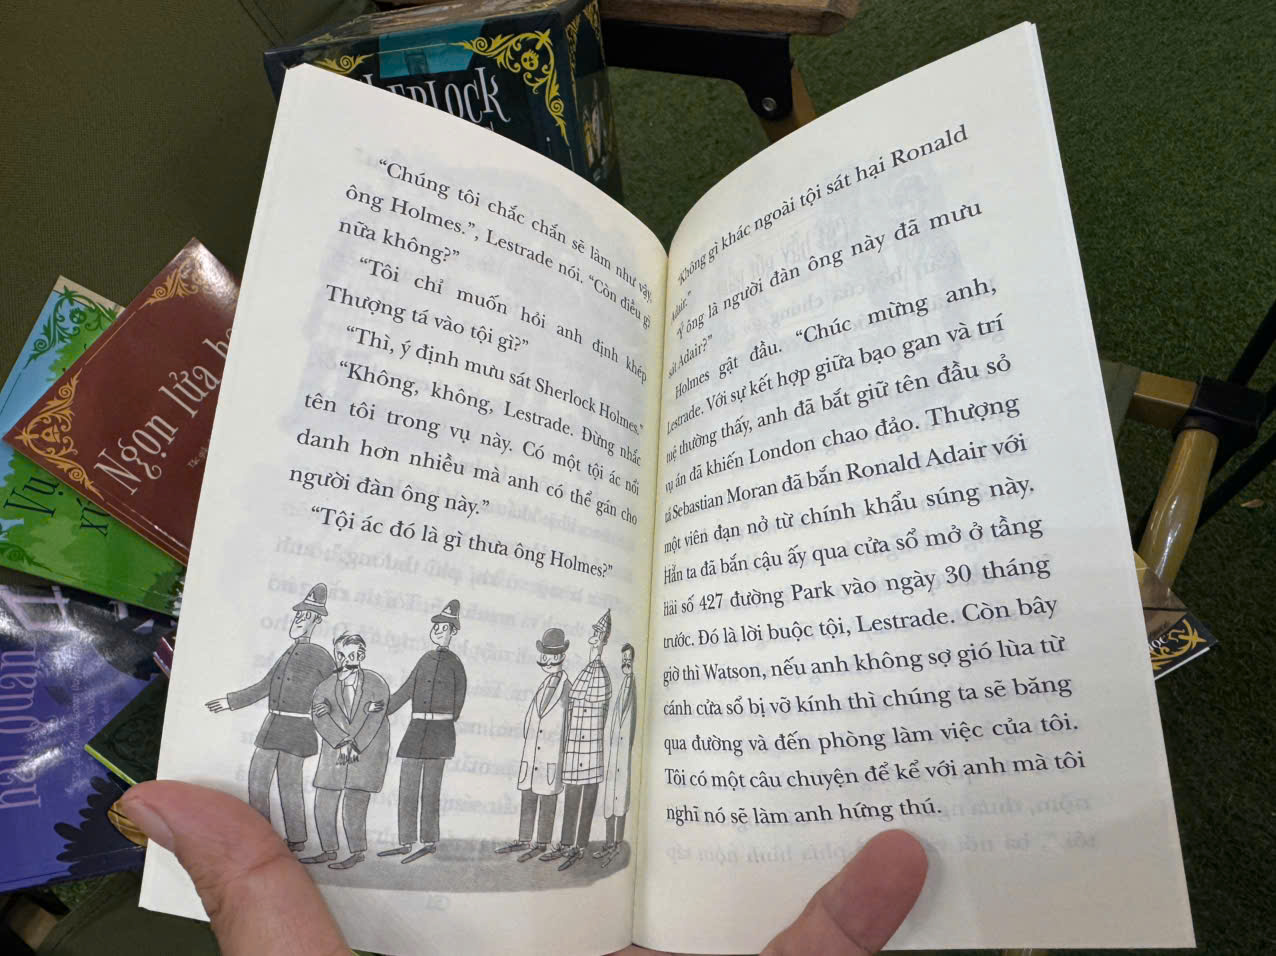 “Chúng tôi chắc chắn sẽ làm như vậy,
ông Holmes.”, Lestrade nói. “Còn điều gì
nữa không?”
“Tôi chỉ muốn hỏi anh định khép
Thượng tá vào tội gì?”
“Thì, ý định mưu sát Sherlock Holmes.”
“Không, không, Lestrade. Đừng nhắc
tên tôi trong vụ này. Có một tội ác nổi
danh hơn nhiều mà anh có thể gán cho
người đàn ông này.”
“Tội ác đó là gì thưa ông Holmes?”
“Không gì khác ngoài tội sát hại Ronald
Adair.”
“Ý ông là người đàn ông này đã mưu
sát Adair?”
Holmes gật đầu. “Chúc mừng anh,
Lestrade. Với sự kết hợp giữa bạo gan và trí
tuệ thường thấy, anh đã bắt giữ tên đầu sỏ
vụ án đã khiến London chao đảo. Thượng
tá Sebastian Moran đã bắn Ronald Adair với
một viên đạn nở từ chính khẩu súng này.
Hắn ta đã bắn cậu ấy qua cửa sổ mở ở tầng
Hai số 427 đường Park vào ngày 30 tháng
trước. Đó là lời buộc tội, Lestrade. Còn bây
giờ thì Watson, nếu anh không sợ gió lùa từ
cánh cửa sổ bị vỡ kính thì chúng ta sẽ băng
qua đường và đến phòng làm việc của tôi.
Tôi có một câu chuyện để kể với anh mà tôi
nghĩ nó sẽ làm anh hứng thú.
Ngọn lửa
Vụ